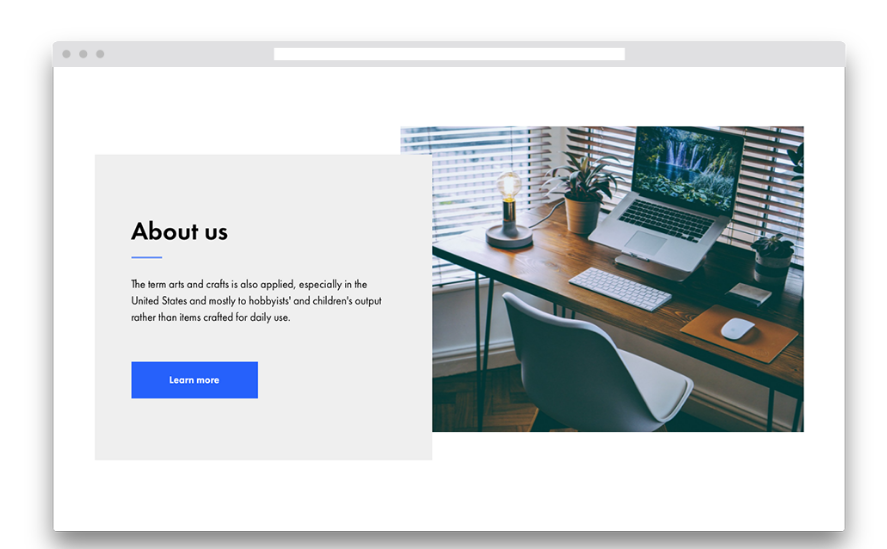 About us
The term arts and crafts is also applied, especially in the
United States and mostly to hobbyists' and children's output
rather than items crafted for daily use.
Learn more